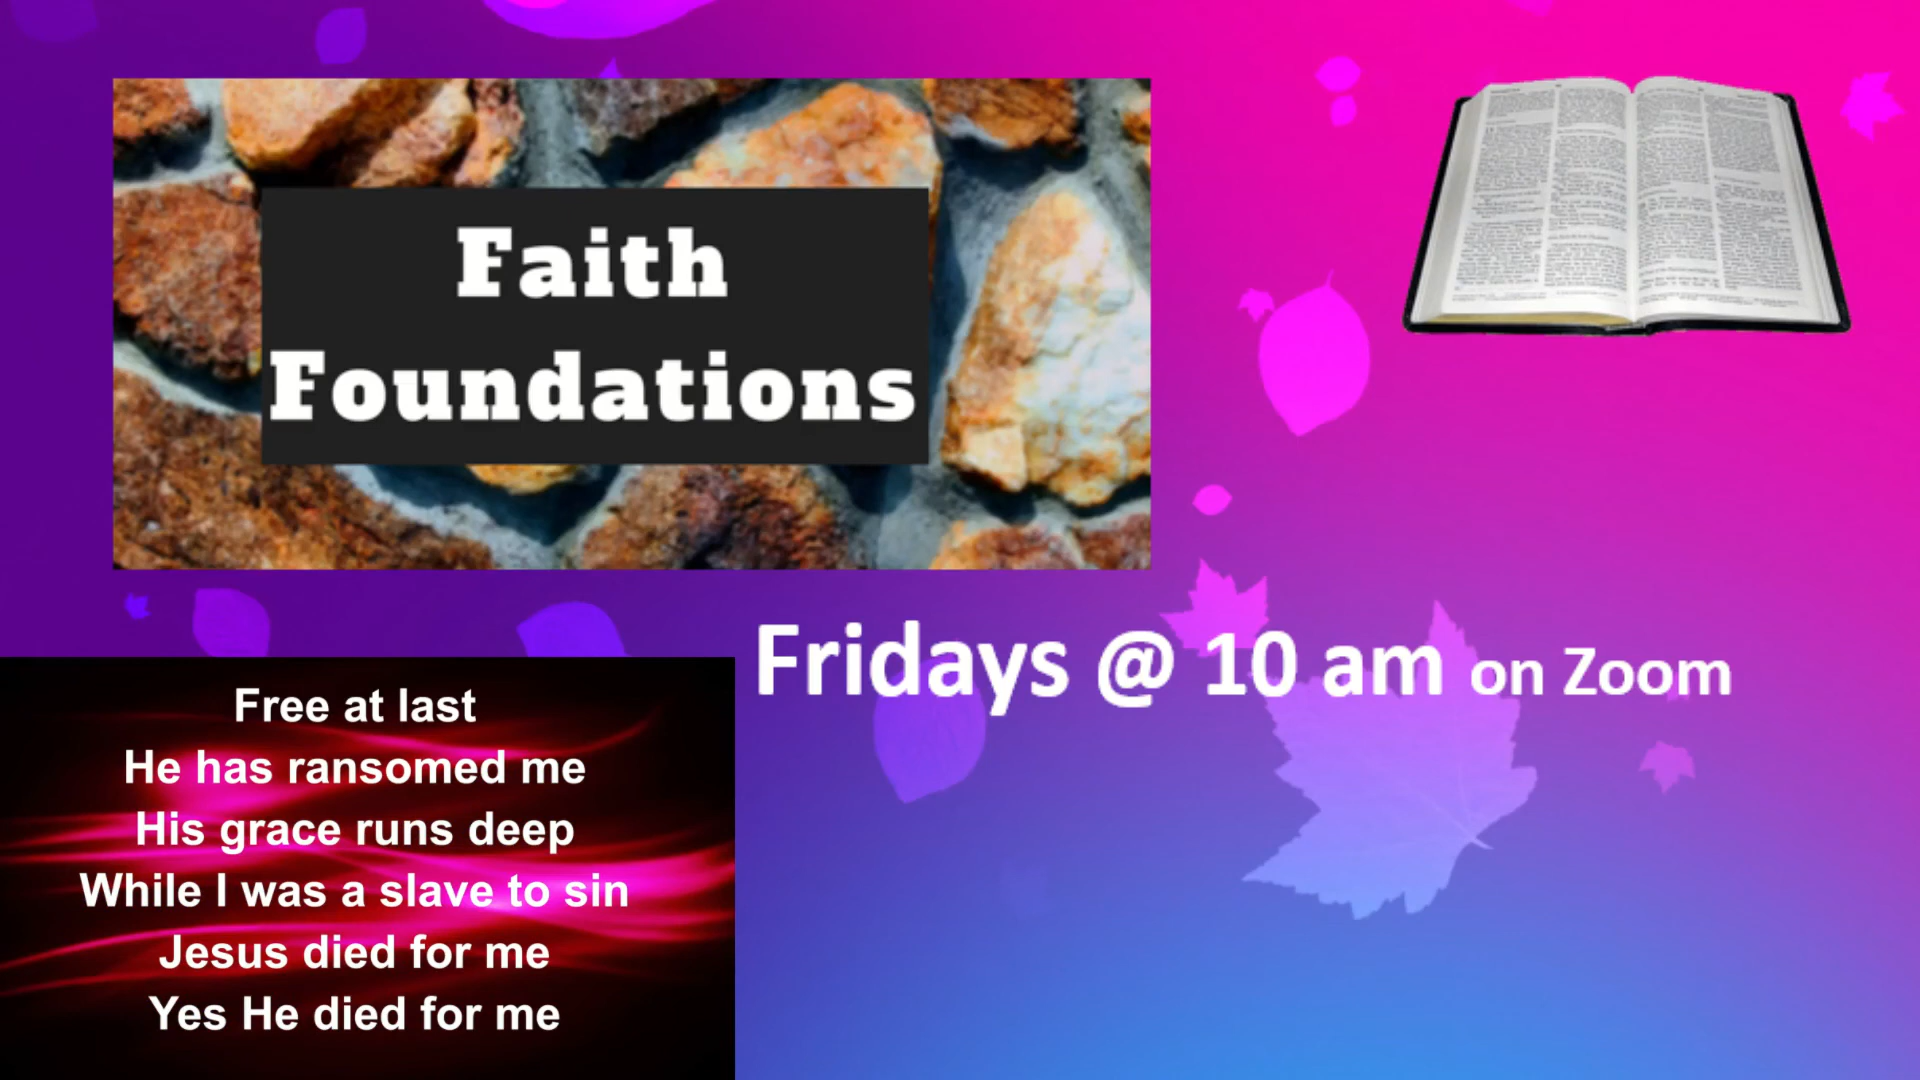 Faith
Foundations
Fridays @ 10 am on Zoom
Free at last
He has ransomed me
His grace runs deep
While I was a slave to sin
Jesus died for me
Yes He died for me